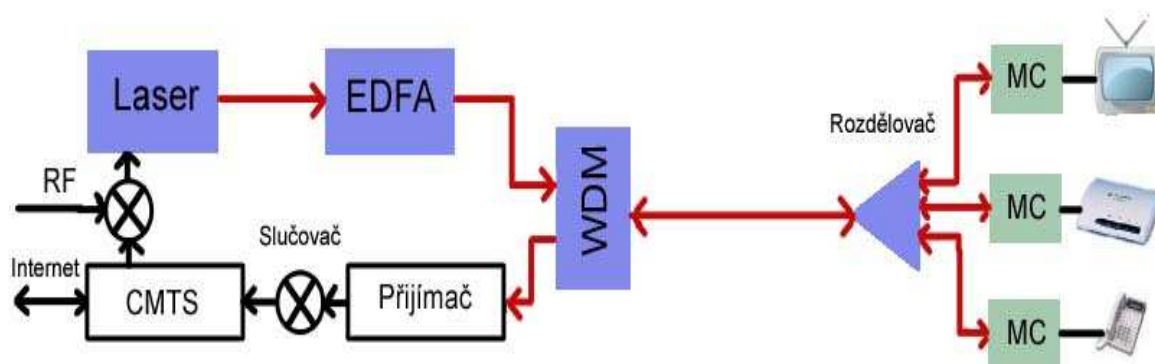 Laser
EDFA
MC
Rozdělovač
RF
WDM
MC
Slučovač
Internet
CMTS
Přijímač
MC